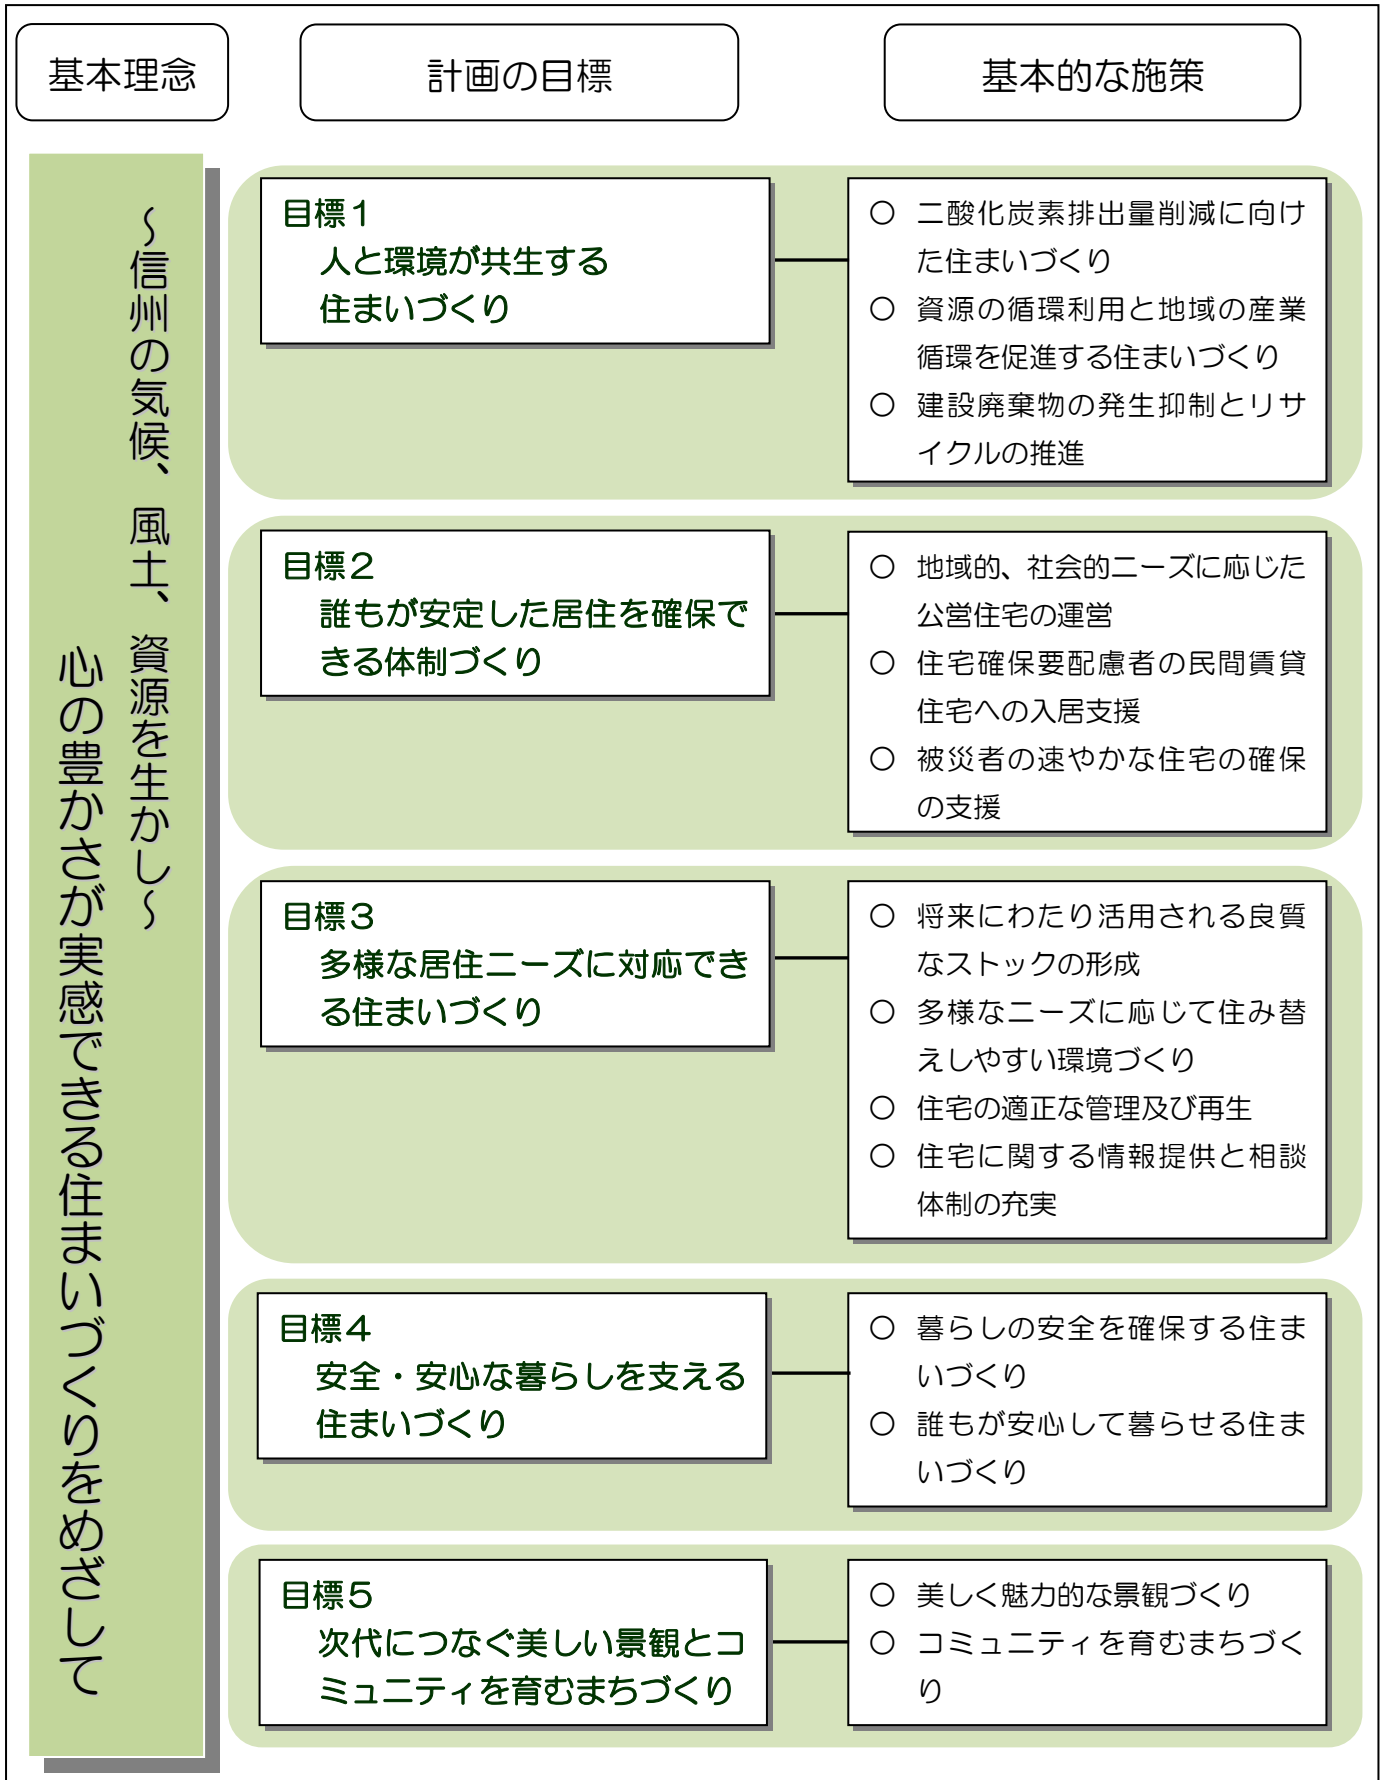 基本理念
計画の目標
基本的な施策
~信州の気候、風土、資源を生かし~
心の豊かさが実感できる住まいづくりをめざして
目標1
人と環境が共生する
住まいづくり
○ 二酸化炭素排出量削減に向け
た住まいづくり
○ 資源の循環利用と地域の産業
循環を促進する住まいづくり
○ 建設廃棄物の発生抑制とリサ
イクルの推進
目標2
誰もが安定した居住を確保で
きる体制づくり
○ 地域的、社会的ニーズに応じた
公営住宅の運営
○ 住宅確保要配慮者の民間賃貸
住宅への入居支援
○ 被災者の速やかな住宅の確保
の支援
目標3
多様な居住ニーズに対応でき
る住まいづくり
○ 将来にわたり活用される良質
なストックの形成
○ 多様なニーズに応じて住み替
えしやすい環境づくり
○ 住宅の適正な管理及び再生
○ 住宅に関する情報提供と相談
体制の充実
目標4
安全・安心な暮らしを支える
住まいづくり
○ 暮らしの安全を確保する住ま
いづくり
○ 誰もが安心して暮らせる住ま
いづくり
目標5
次代につなぐ美しい景観とコ
ミュニティを育むまちづくり
○ 美しく魅力的な景観づくり
○ コミュニティを育むまちづく
り